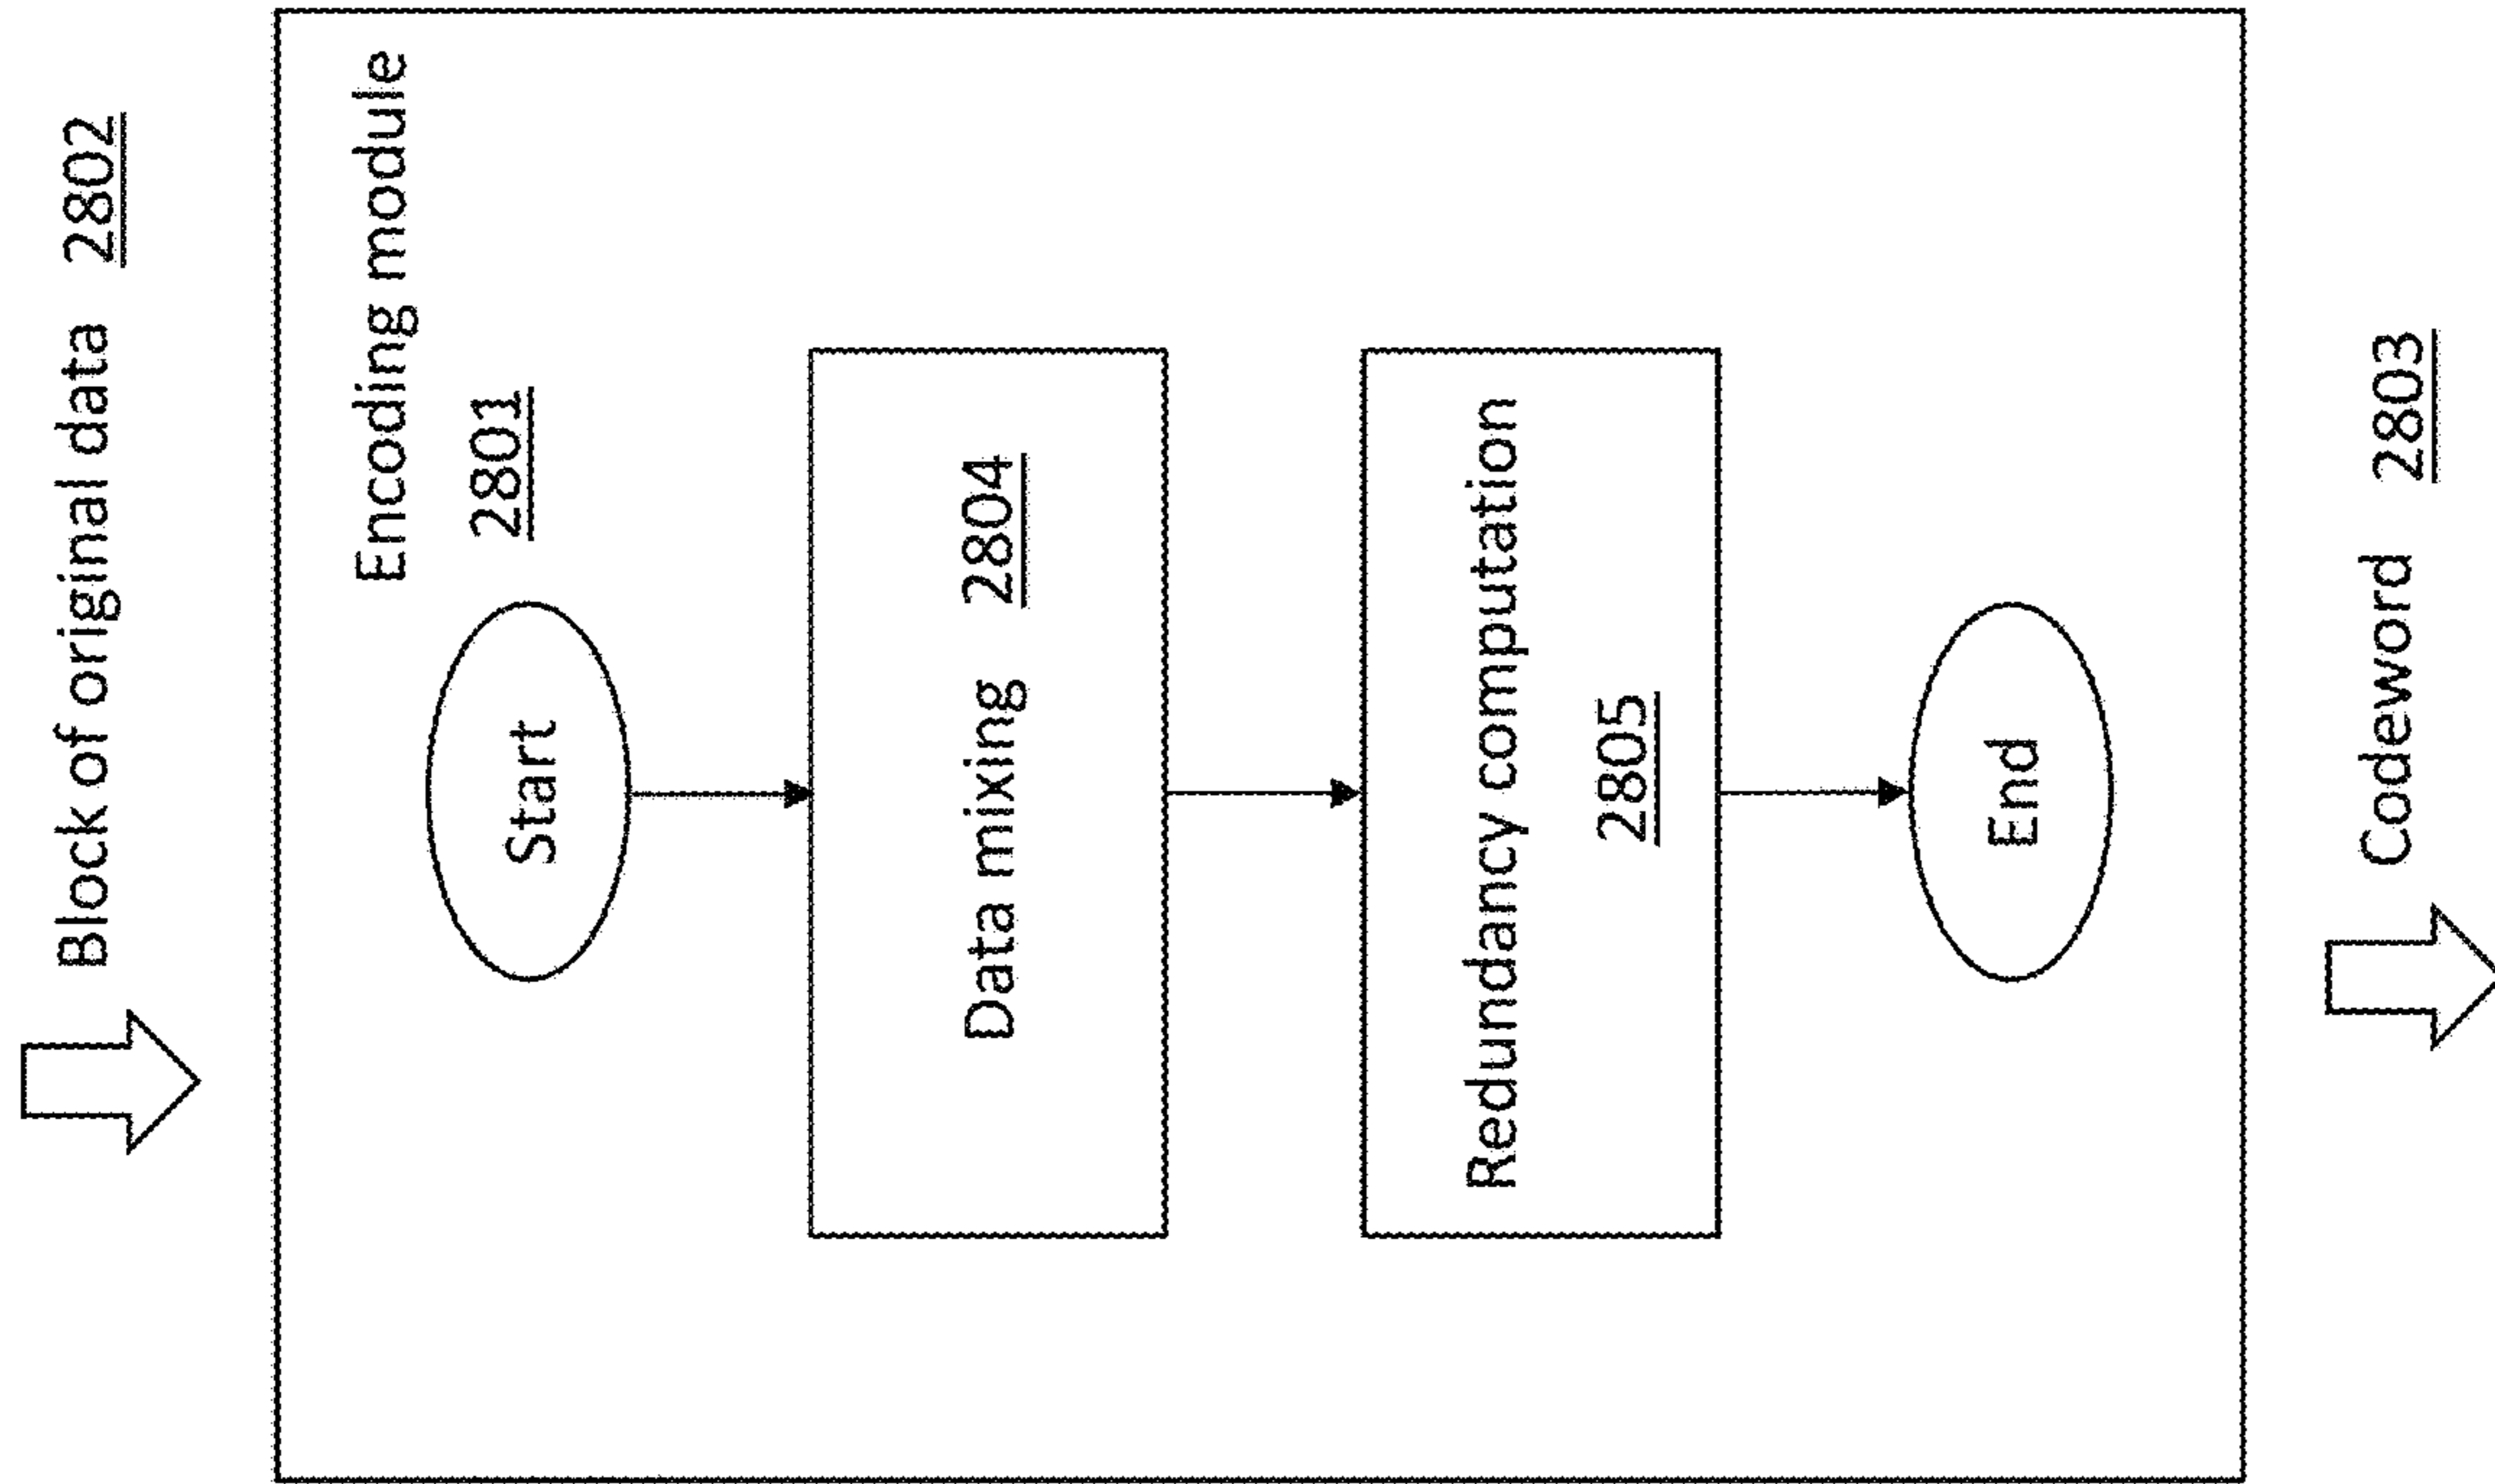 Block of original data 2802
Encoding module
2801
Start
Data mixing 2804
Redundancy computation
2805
End
Codeword 2803